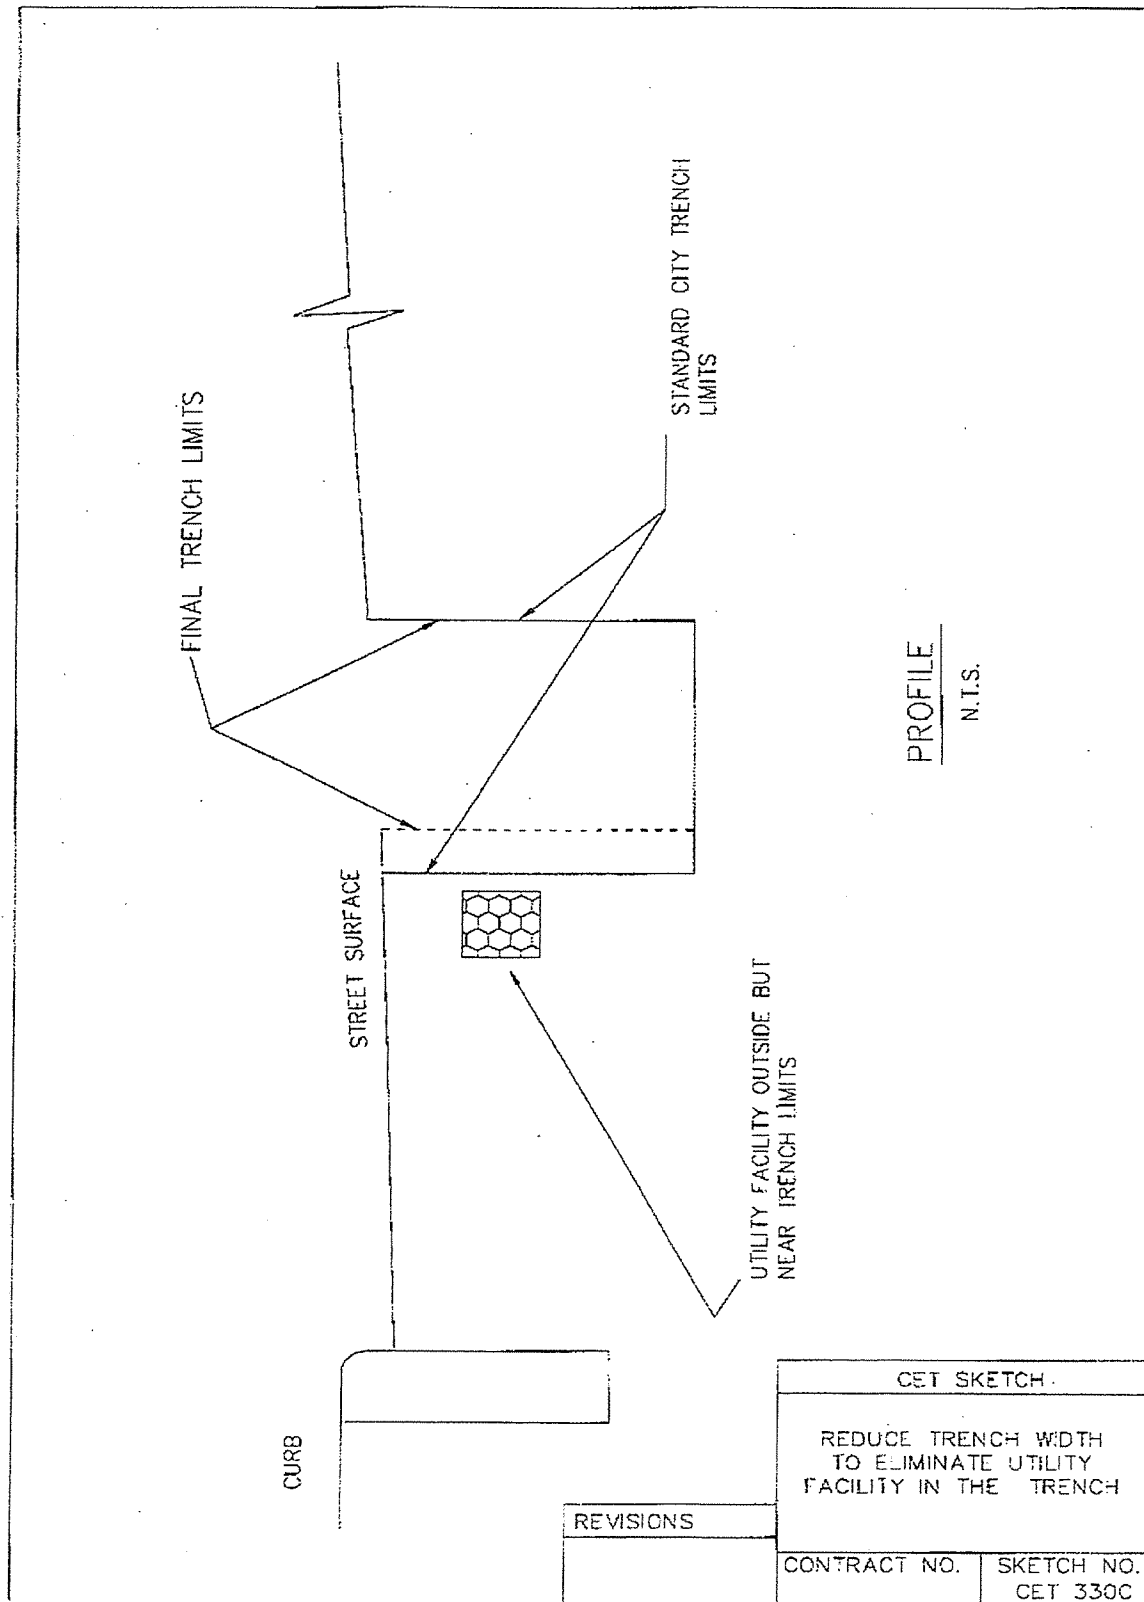 FINAL TRENCH LIMITS
STANDARD CITY TRENCH
LIMITS
STREET SURFACE
CURB
UTILITY FACILITY OUTSIDE BUT
NEAR TRENCH LIMITS
PROFILE
N.T.S.
CET SKETCH
REDUCE TRENCH WIDTH
TO ELIMINATE UTILITY
FACILITY IN THE TRENCH
REVISIONS
CONTRACT NO.
SKETCH NO.
CET 330C